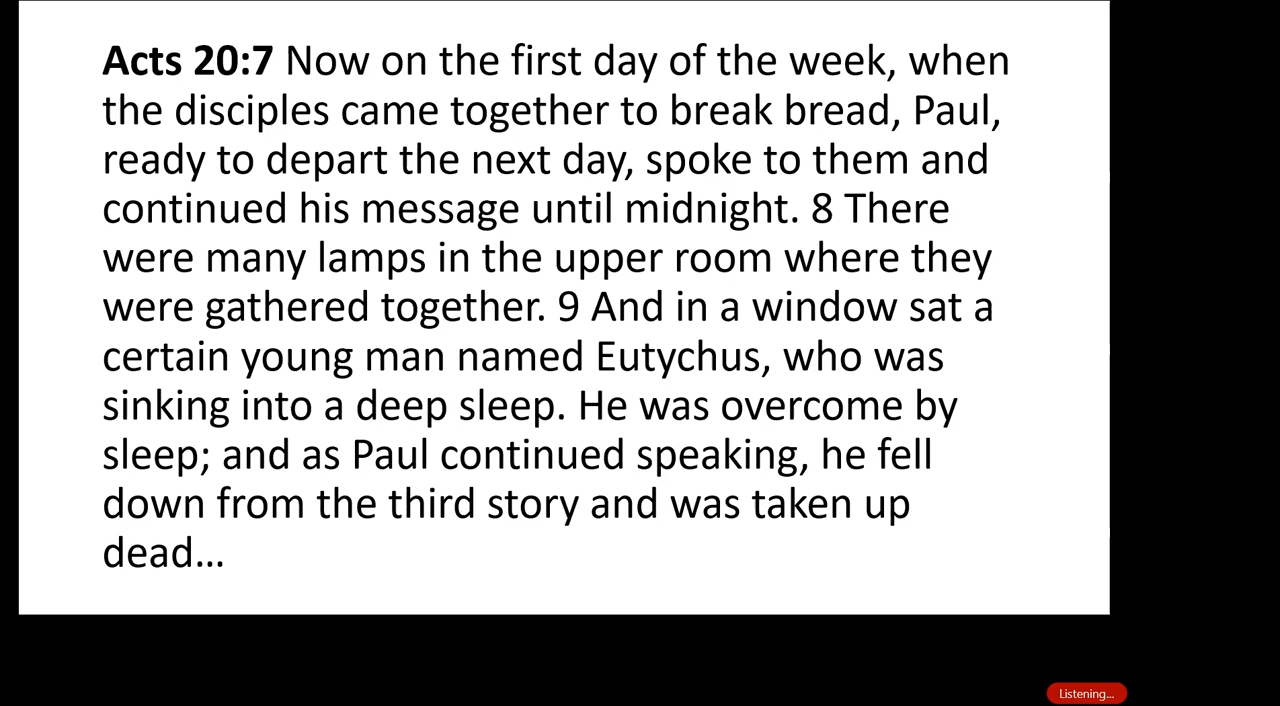 Acts 20:7 Now on the first day of the week, when
the disciples came together to break bread, Paul,
ready to depart the next day, spoke to them and
continued his message until midnight. 8 There
were many lamps in the upper room where they
were gathered together. 9 And in a window sat a
certain young man named Eutychus, who was
sinking into a deep sleep. He was overcome by
sleep; and as Paul continued speaking, he fell
down from the third story and was taken up
dead...
Listening...